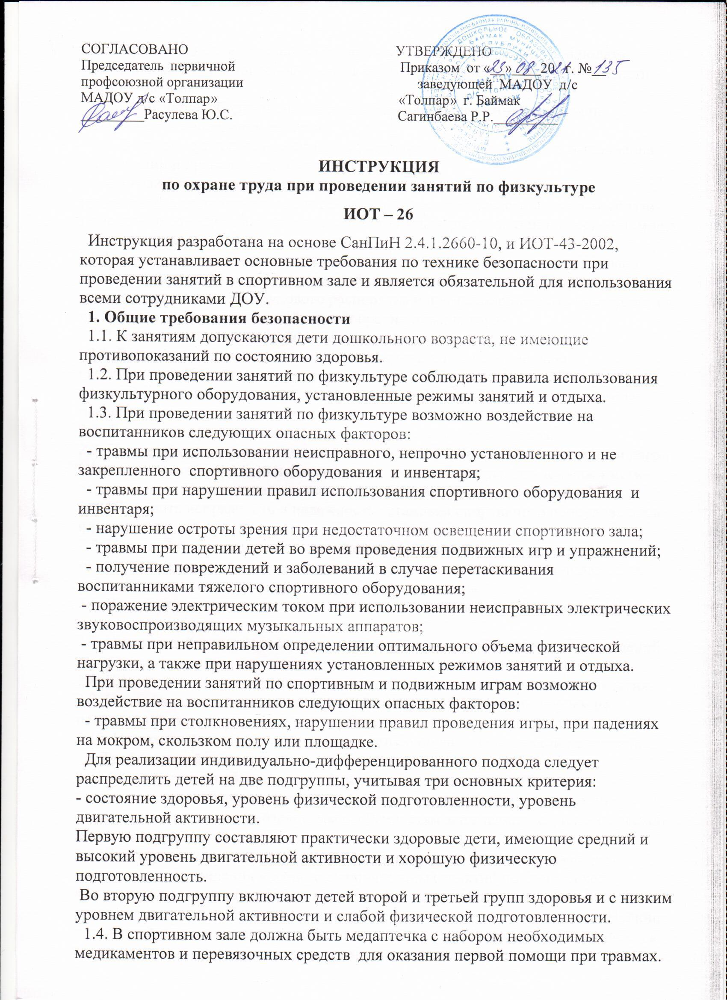 СОГЛАСОВАНО
Председатель первичной
профсоюзной организации
МАДОУ д/с «Толпар»
Расулева Ю.С.
УТВЕРЖДЕНО
Приказом от «23» 08 2021 г. № 135
заведующей МАДОУ д/с
«Толпар» г. Баймак
Сагинбаева Р.Р.
ИНСТРУКЦИЯ
по охране труда при проведении занятий по физкультуре
ИОТ – 26
Инструкция разработана на основе СанПиН 2.4.1.2660-10, и ИОТ-43-2002,
которая устанавливает основные требования по технике безопасности при
проведении занятий в спортивном зале и является обязательной для использования
всеми сотрудниками ДОУ.
1. Общие требования безопасности
1.1. К занятиям допускаются дети дошкольного возраста, не имеющие
противопоказаний по состоянию здоровья.
1.2. При проведении занятий по физкультуре соблюдать правила использования
физкультурного оборудования, установленные режимы занятий и отдыха.
1.3. При проведении занятий по физкультуре возможно воздействие на
воспитанников следующих опасных факторов:
- травмы при использовании неисправного, непрочно установленного и не
закрепленного спортивного оборудования и инвентаря;
- травмы при нарушении правил использования спортивного оборудования и
инвентаря;
- нарушение остроты зрения при недостаточном освещении спортивного зала;
- травмы при падении детей во время проведения подвижных игр и упражнений;
- получение повреждений и заболеваний в случае перетаскивания
воспитанниками тяжелого спортивного оборудования;
- поражение электрическим током при использовании неисправных электрических
звуковоспроизводящих музыкальных аппаратов;
- травмы при неправильном определении оптимального объема физической
нагрузки, а также при нарушениях установленных режимов занятий и отдыха.
При проведении занятий по спортивным и подвижным играм возможно
воздействие на воспитанников следующих опасных факторов:
- травмы при столкновениях, нарушении правил проведения игры, при падениях
на мокром, скользком полу или площадке.
Для реализации индивидуально-дифференцированного подхода следует
распределить детей на две подгруппы, учитывая три основных критерия:
- состояние здоровья, уровень физической подготовленности, уровень
двигательной активности.
Первую подгруппу составляют практически здоровые дети, имеющие средний и
высокий уровень двигательной активности и хорошую физическую
подготовленность.
Во вторую подгруппу включают детей второй и третьей групп здоровья и с низким
уровнем двигательной активности и слабой физической подготовленности.
1.4. В спортивном зале должна быть медаптечка с набором необходимых
медикаментов и перевязочных средств для оказания первой помощи при травмах.